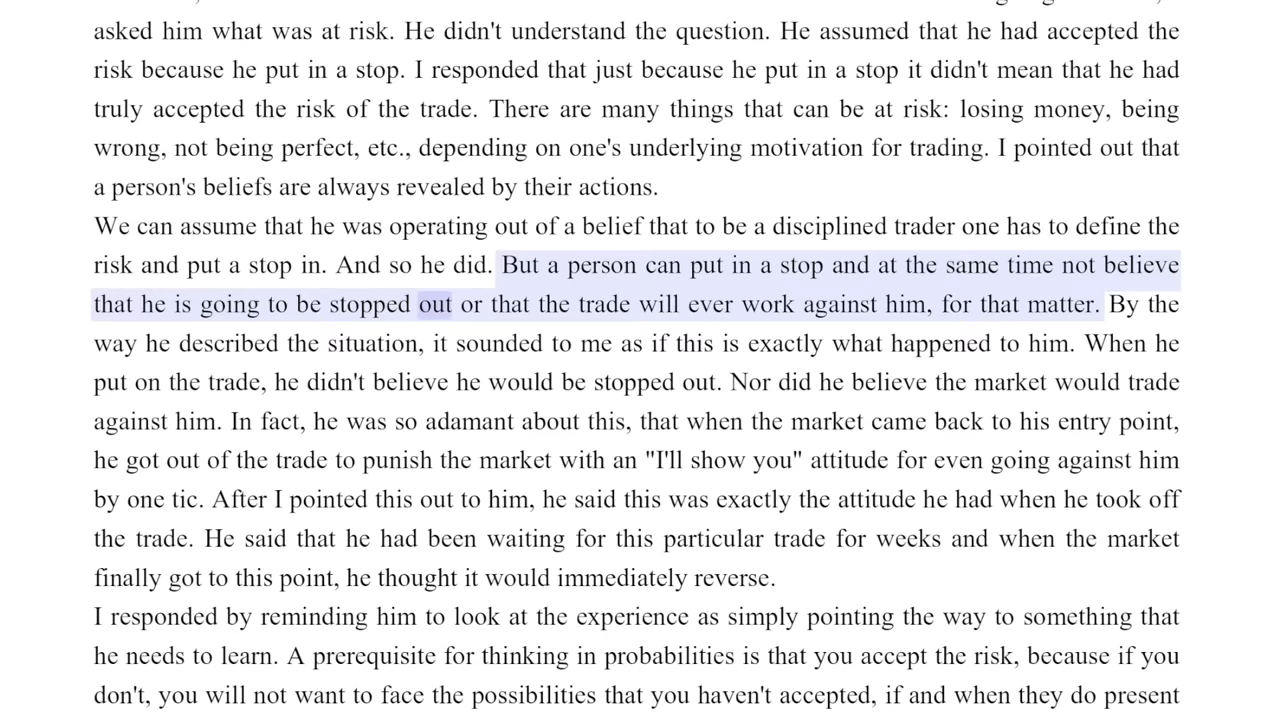 asked him what was at risk. He didn't understand the question. He assumed that he had accepted the
risk because he put in a stop. I responded that just because he put in a stop it didn't mean that he had
truly accepted the risk of the trade. There are many things that can be at risk: losing money, being
wrong, not being perfect, etc., depending on one's underlying motivation for trading. I pointed out that
a person's beliefs are always revealed by their actions.
We can assume that he was operating out of a belief that to be a disciplined trader one has to define the
risk and put a stop in. And so he did. But a person can put in a stop and at the same time not believe
that he is going to be stopped out or that the trade will ever work against him, for that matter. By the
way he described the situation, it sounded to me as if this is exactly what happened to him. When he
put on the trade, he didn't believe he would be stopped out. Nor did he believe the market would trade
against him. In fact, he was so adamant about this, that when the market came back to his entry point,
he got out of the trade to punish the market with an "I'll show you" attitude for even going against him
by one tic. After I pointed this out to him, he said this was exactly the attitude he had when he took off
the trade. He said that he had been waiting for this particular trade for weeks and when the market
finally got to this point, he thought it would immediately reverse.
I responded by reminding him to look at the experience as simply pointing the way to something that
he needs to learn. A prerequisite for thinking in probabilities is that you accept the risk, because if you
don't, you will not want to face the possibilities that you haven't accepted, if and when they do present